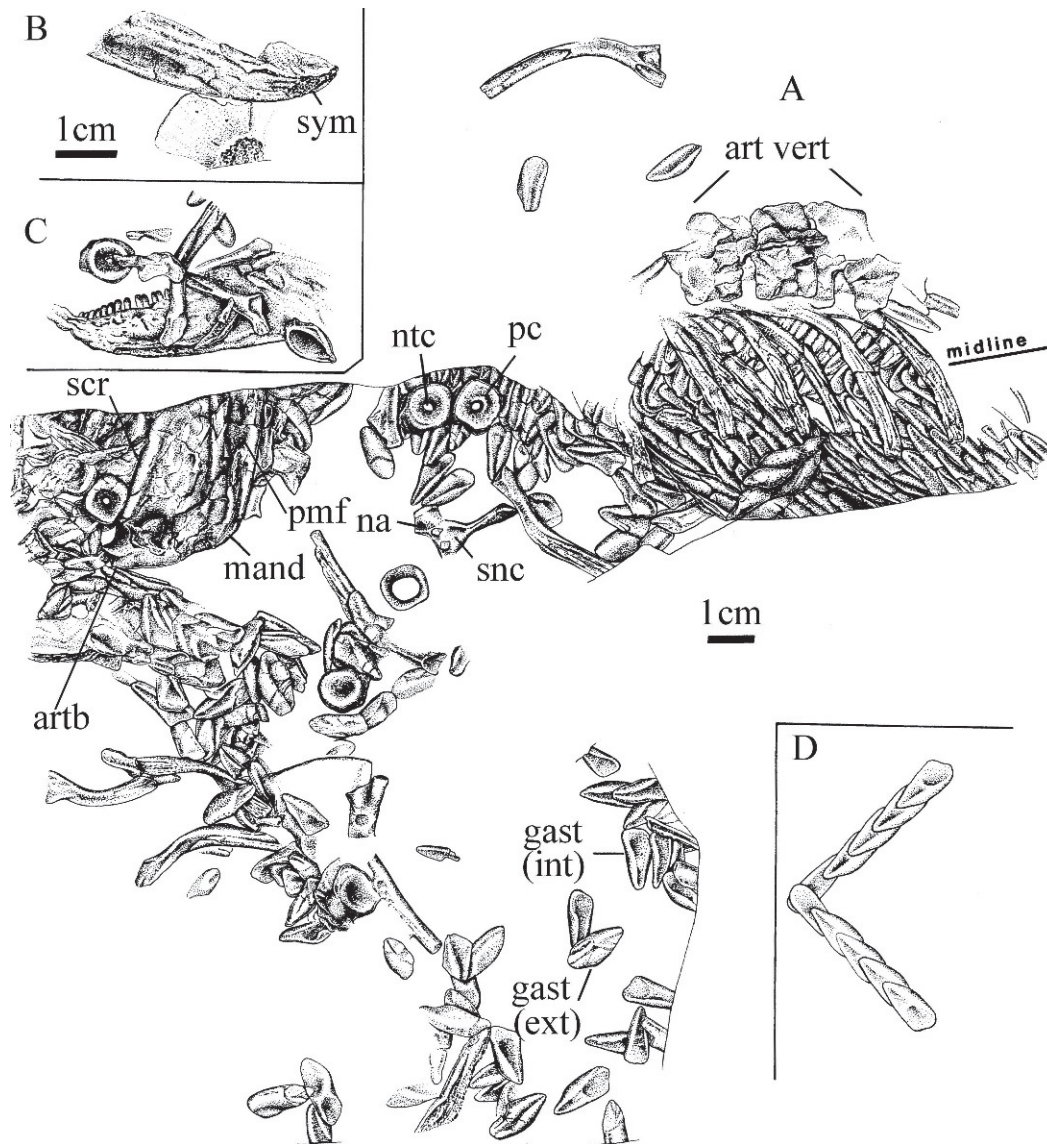 B
sym
1cm
A
art vert
C
ntc
pc
midline
scr
pmf
na
mand
snc
1cm
artb
D
gast
(int)
gast
(ext)